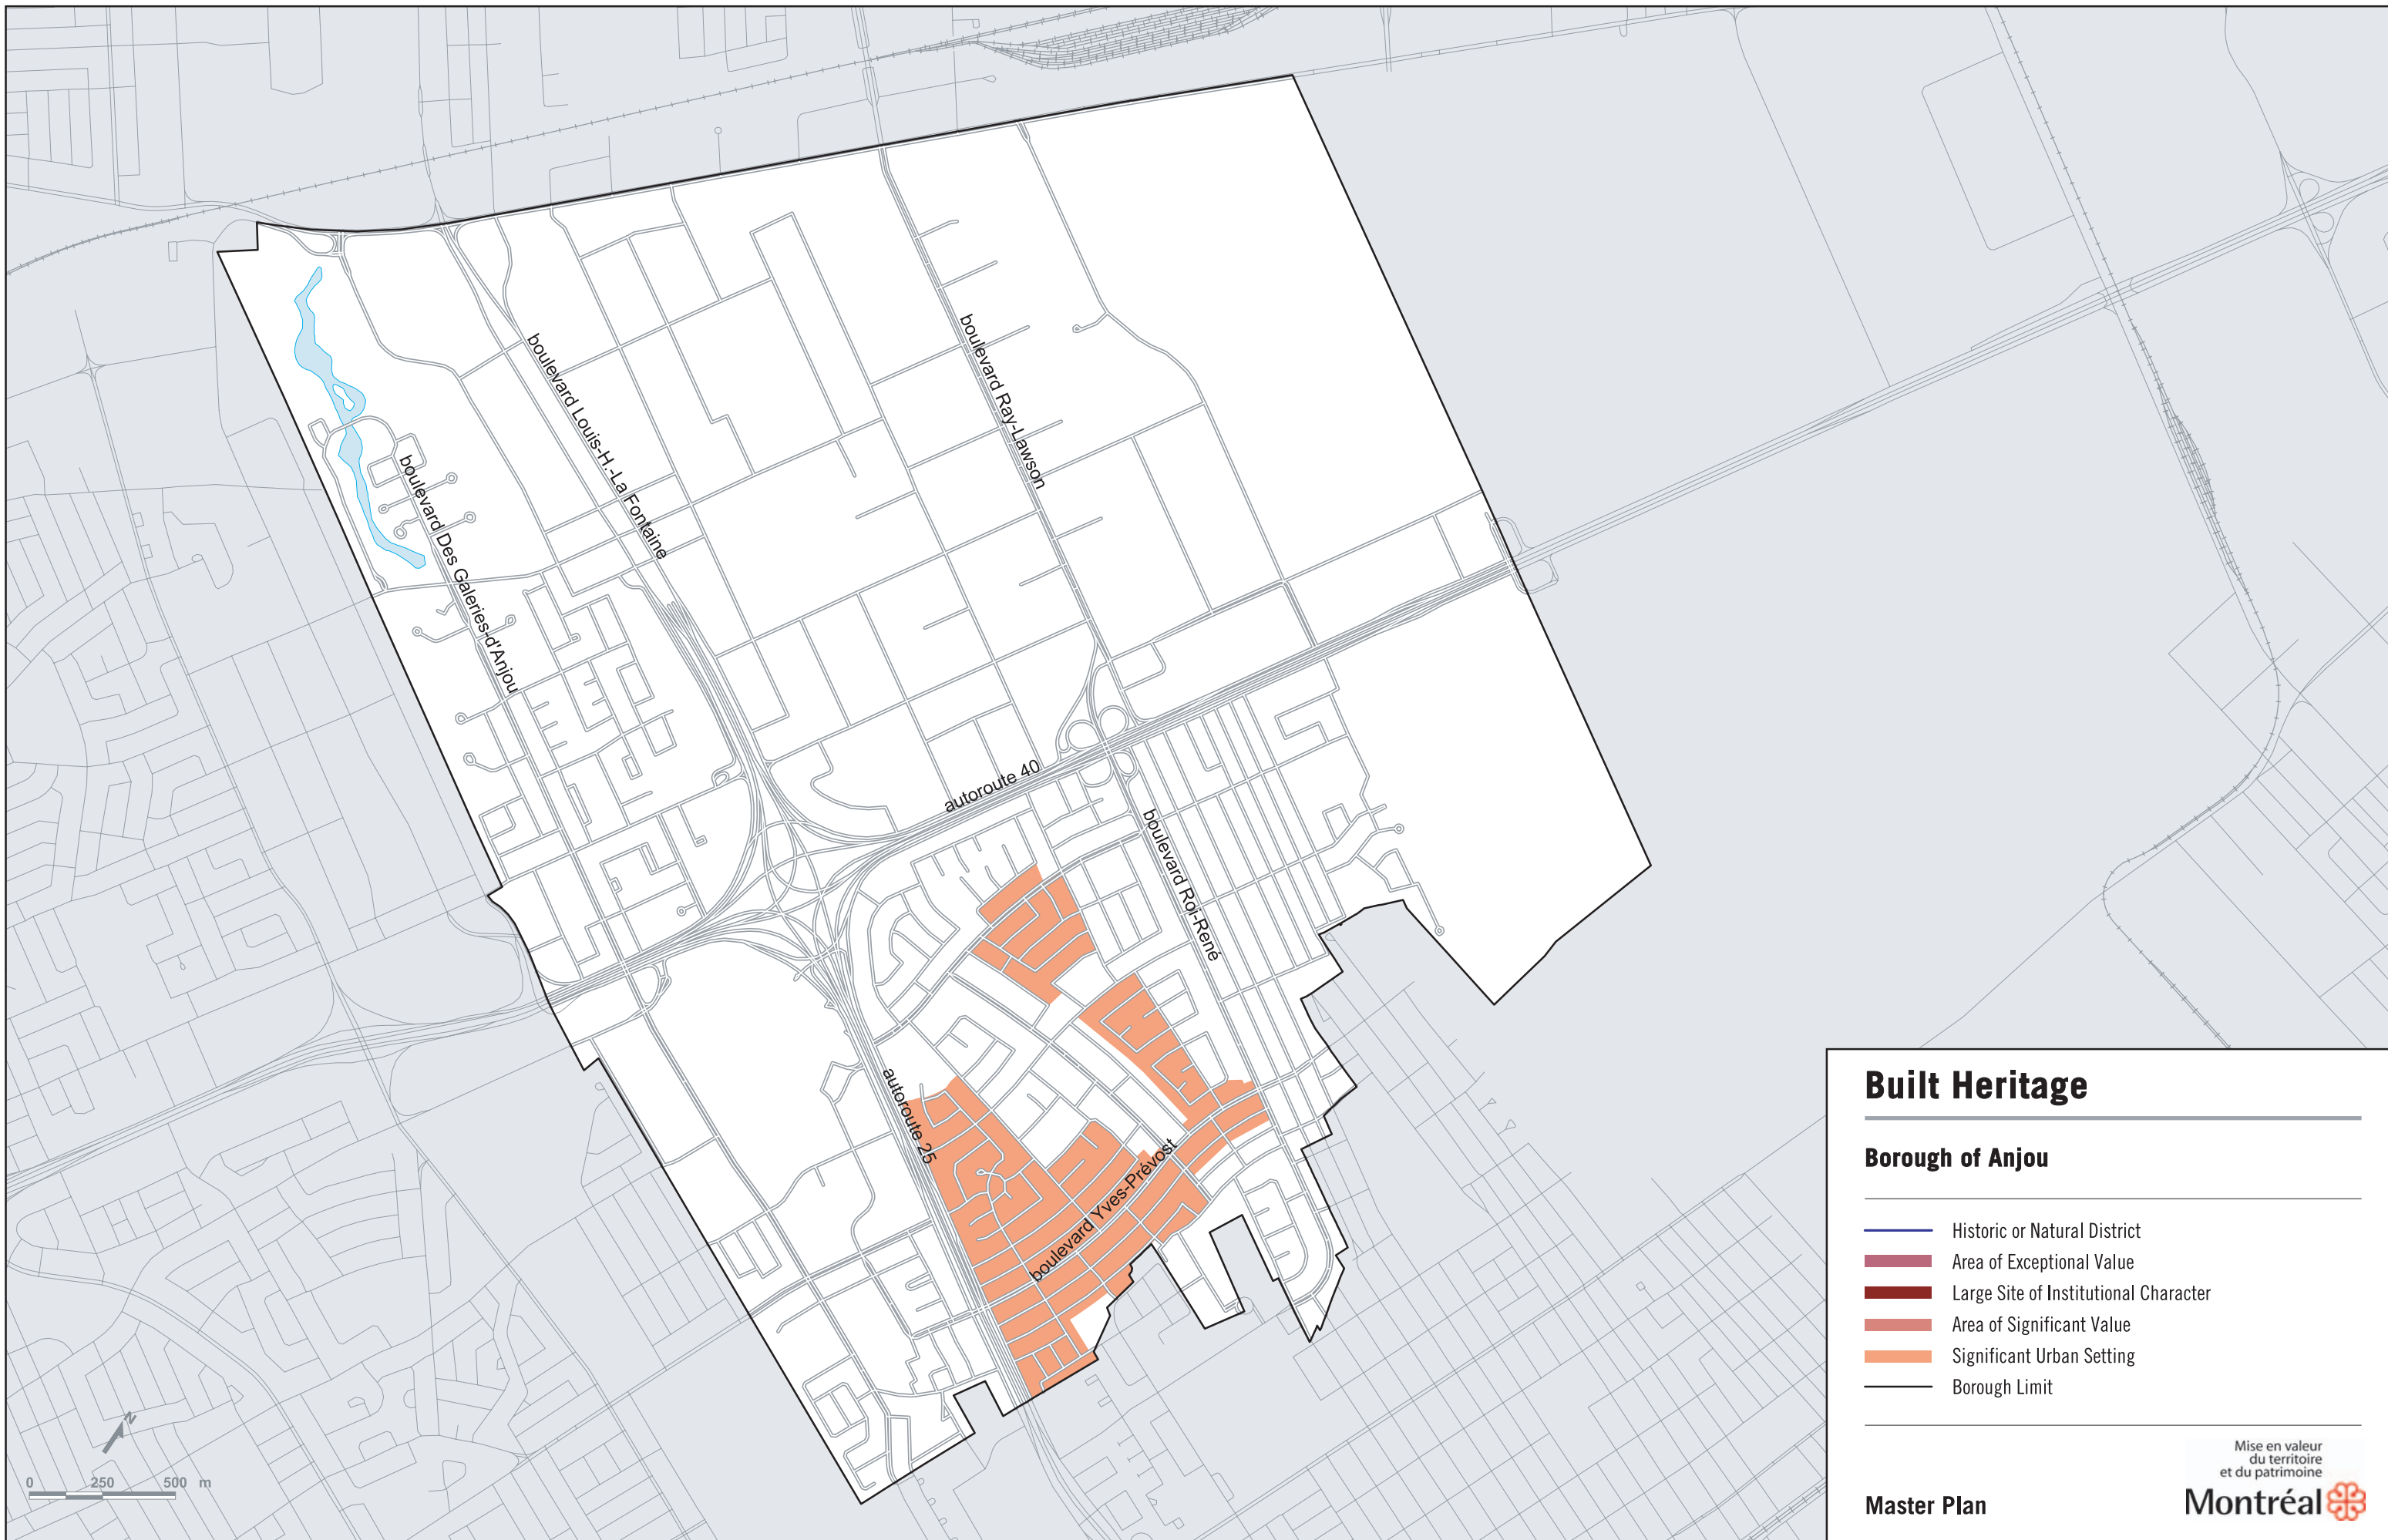 boulevard Louis-H.-La Fontaine
boulevard Ray-Lawson
boulevard Des Galeries-d'Anjou
autoroute 40
boulevard Roi-René
autoroute 25
boulevard Yves-Prévost
N
0 250 500 m
Built Heritage
Borough of Anjou
Historic or Natural District
Area of Exceptional Value
Large Site of Institutional Character
Area of Significant Value
Significant Urban Setting
Borough Limit
Master Plan
Mise en valeur
du territoire
et du patrimoine
Montréal